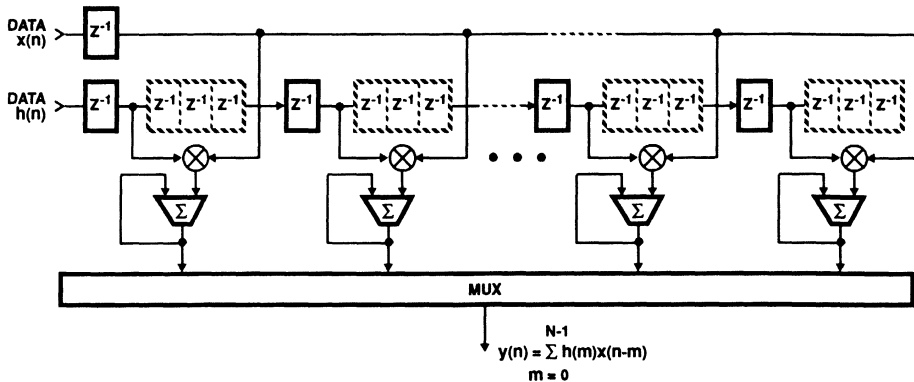 DATA
x(n)
Z-1
DATA
h(n)
Z-1
Z-1 Z-1 Z-1
Z-1
Z-1 Z-1 Z-1
Z-1
Z-1 Z-1 Z-1
Z-1
Z-1 Z-1 Z-1
Σ
Σ
Σ
Σ
MUX
N-1
y(n) = Σ h(m)x(n-m)
m = 0